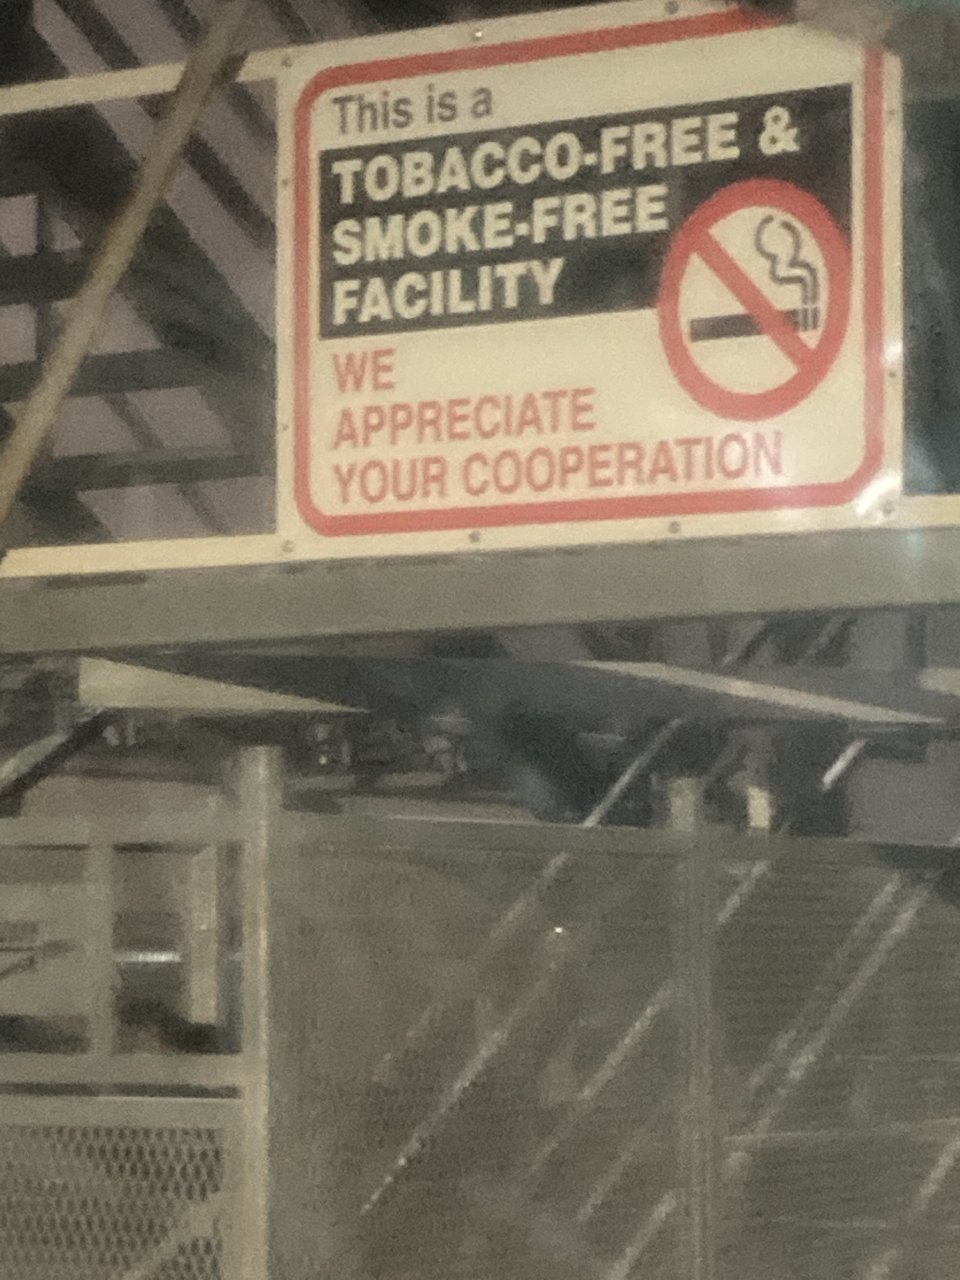 This is a
TOBACCO-FREE &
SMOKE-FREE
FACILITY
WE
APPRECIATE
YOUR COOPERATION